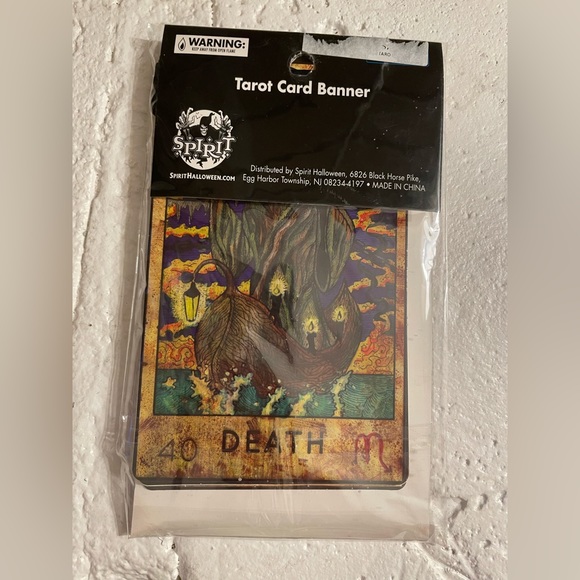 WARNING:
KEEP AWAY FROM OPEN FLAME
Tarot Card Banner
SPIRIT
SPIRITHALLOWEEN.COM
Distributed by Spirit Halloween, 6826 Black Horse Pike,
Egg Harbor Township, NJ 08234-4197 • MADE IN CHINA
40 DEATH ♏